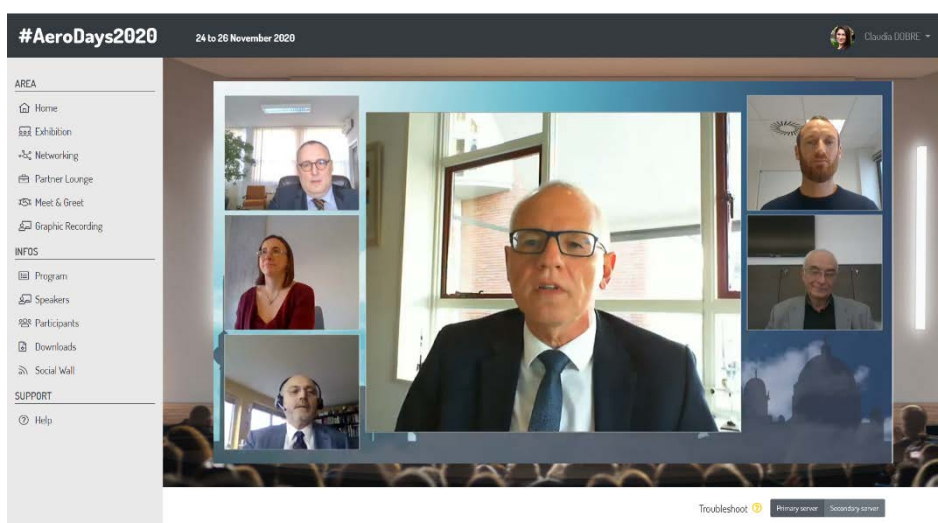 #AeroDays2020
24 to 26 November 2020
Claudia DOBRE
AREA
Home
Exhibition
Networking
Partner Lounge
Meet & Greet
Graphic Recording
INFOS
Program
Speakers
Participants
Downloads
Social Wall
SUPPORT
Help
Troubleshoot
Primary server
Secondary server